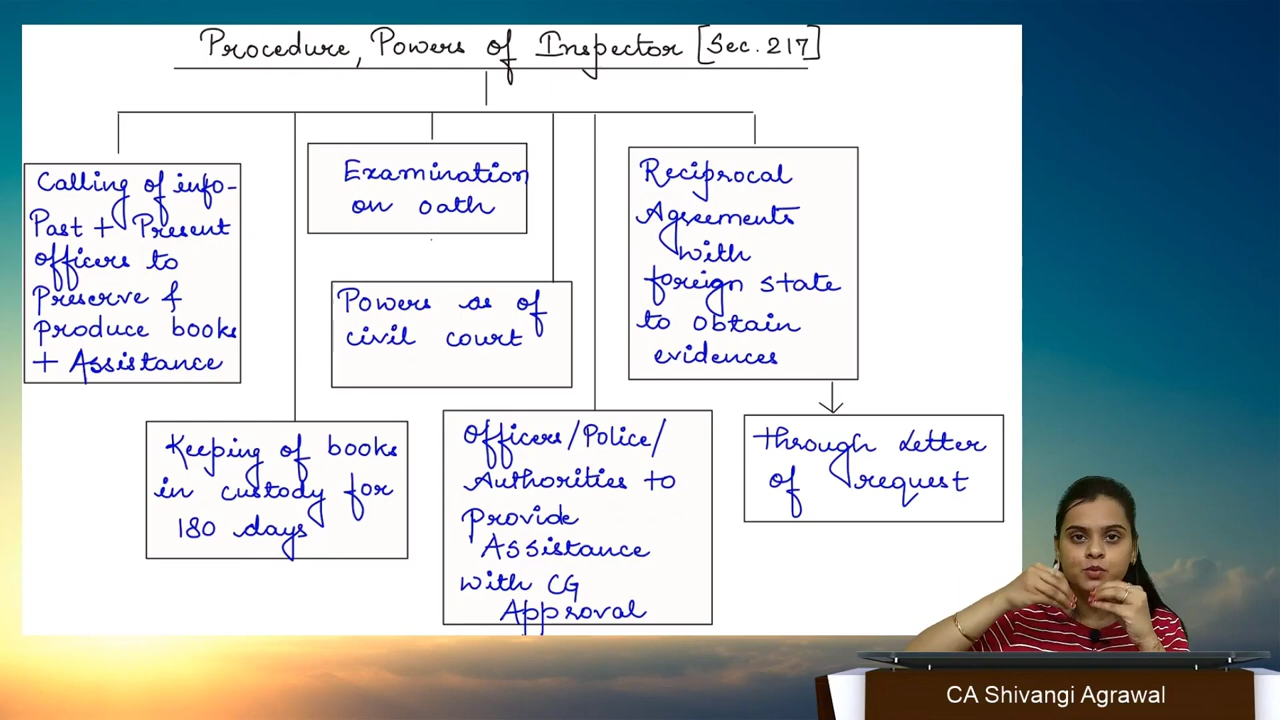 Procedure, Powers of Inspector [Sec. 217]
Calling of info-
Past + Present
officers to
preserve &
produce books
+ Assistance
Keeping of books
in custody for
180 days
Examination
on oath
Powers as of
civil court
Officers/Police/
Authorities to
provide
Assistance
with CG
Approval
Reciprocal
Agreements
with
foreign state
to obtain
evidences
through Letter
of request
CA Shivangi Agrawal